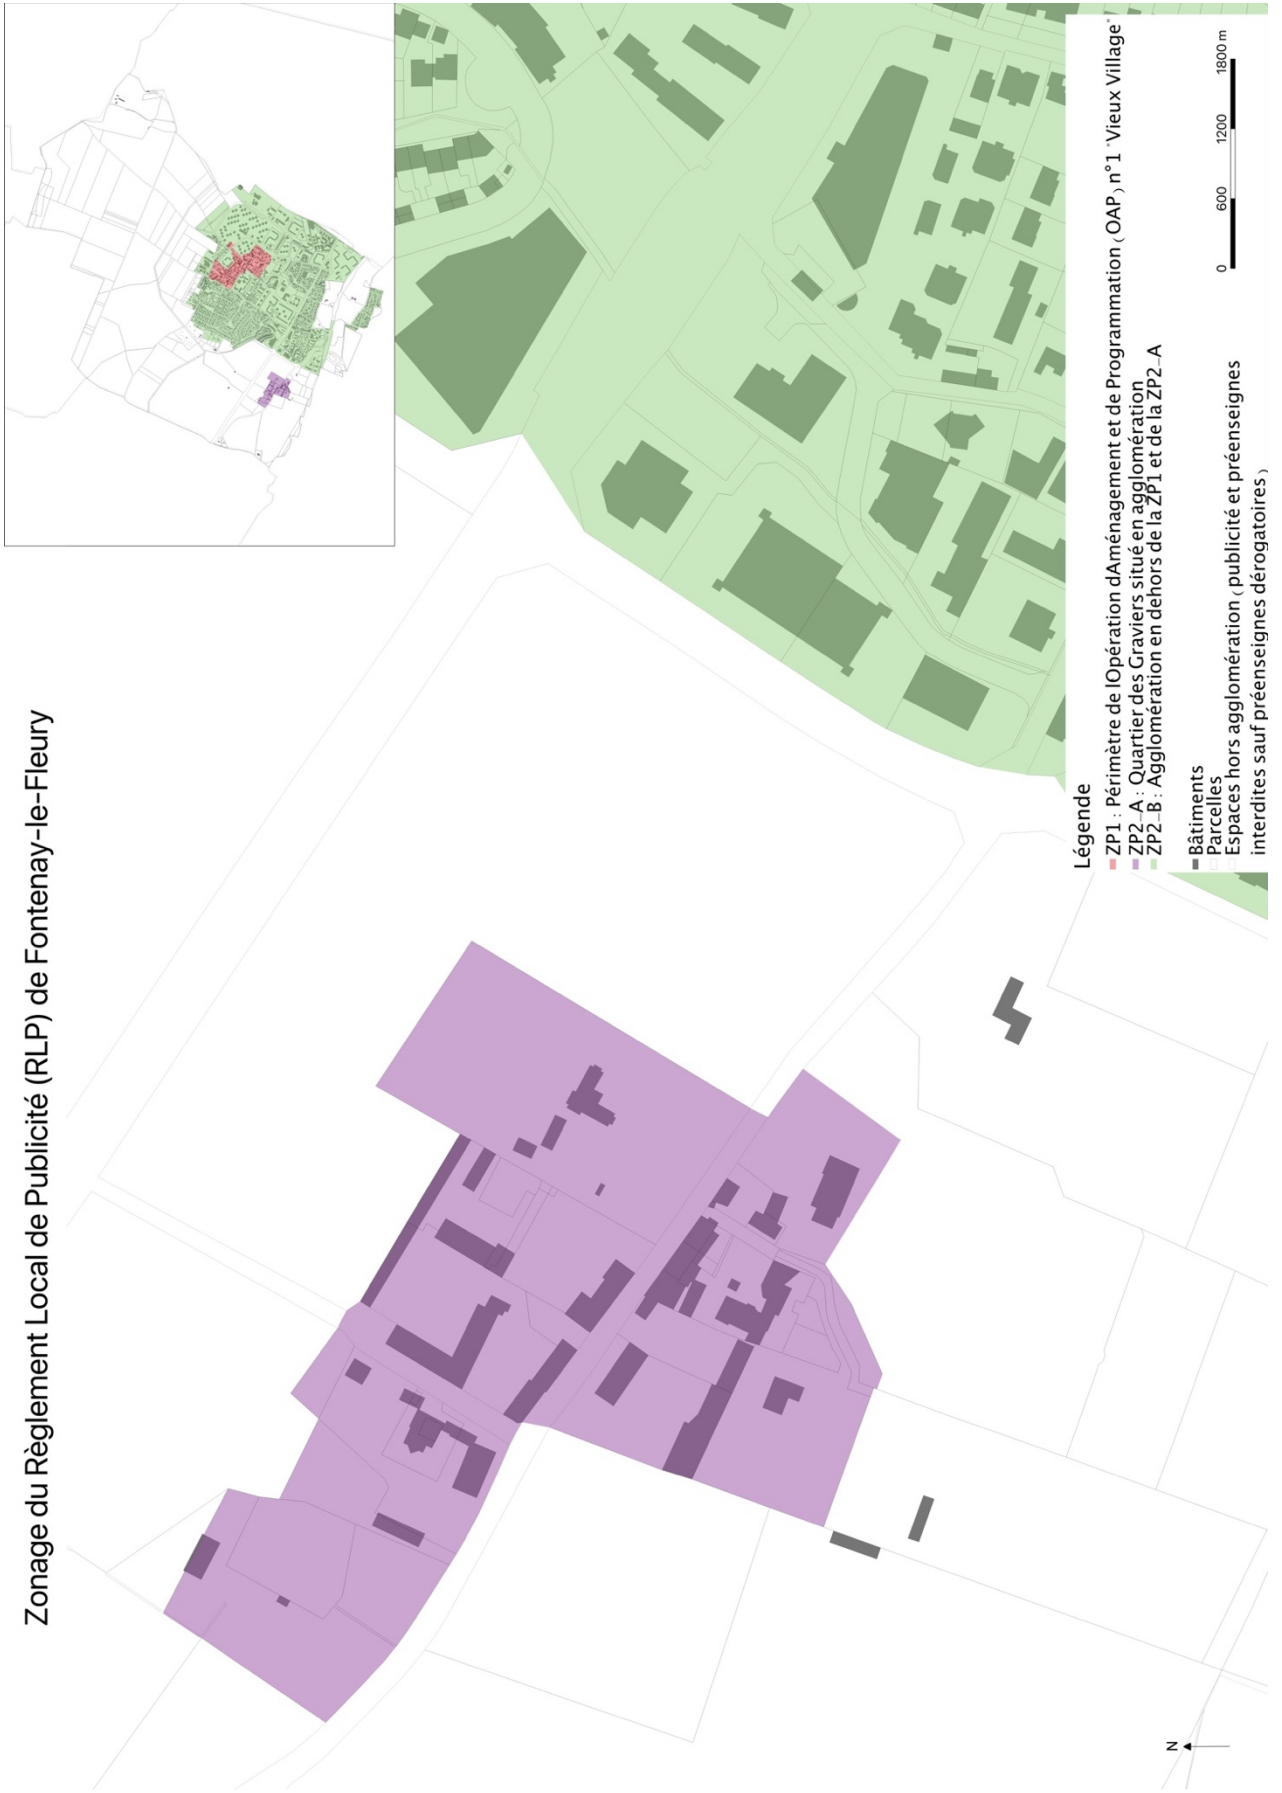 Zonage du Règlement Local de Publicité (RLP) de Fontenay-le-Fleury
Légende
ZP1 : Périmètre de lOpération dAménagement et de Programmation (OAP) n°1 "Vieux Village"
ZP2-A : Quartier des Graviers situé en agglomération
ZP2-B : Agglomération en dehors de la ZP1 et de la ZP2-A
Bâtiments
Parcelles
Espaces hors agglomération (publicité et préenseignes
interdites sauf préenseignes dérogatoires)
0 600 1200 1800 m
N